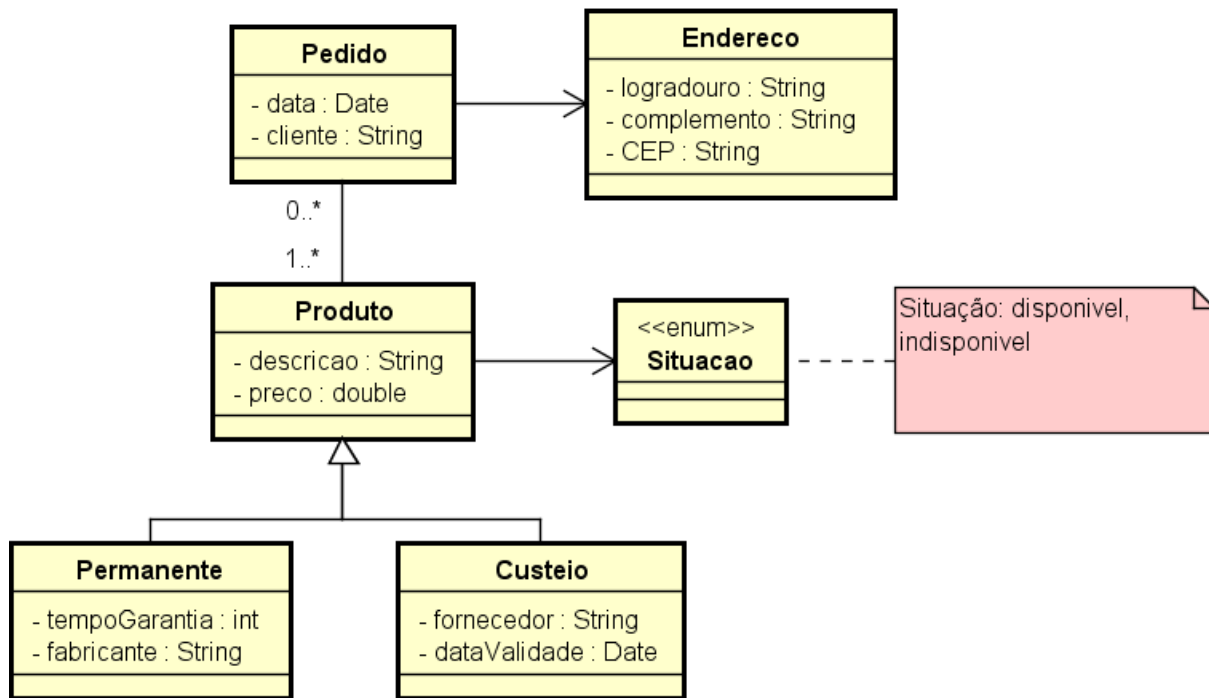 Pedido
- data : Date
- cliente : String
Endereco
- logradouro : String
- complemento : String
- CEP : String
0..*
1..*
Produto
- descricao : String
- preco : double
<<enum>>
Situacao
Situação: disponivel,
indisponivel
Permanente
- tempoGarantia : int
- fabricante : String
Custeio
- fornecedor : String
- dataValidade : Date